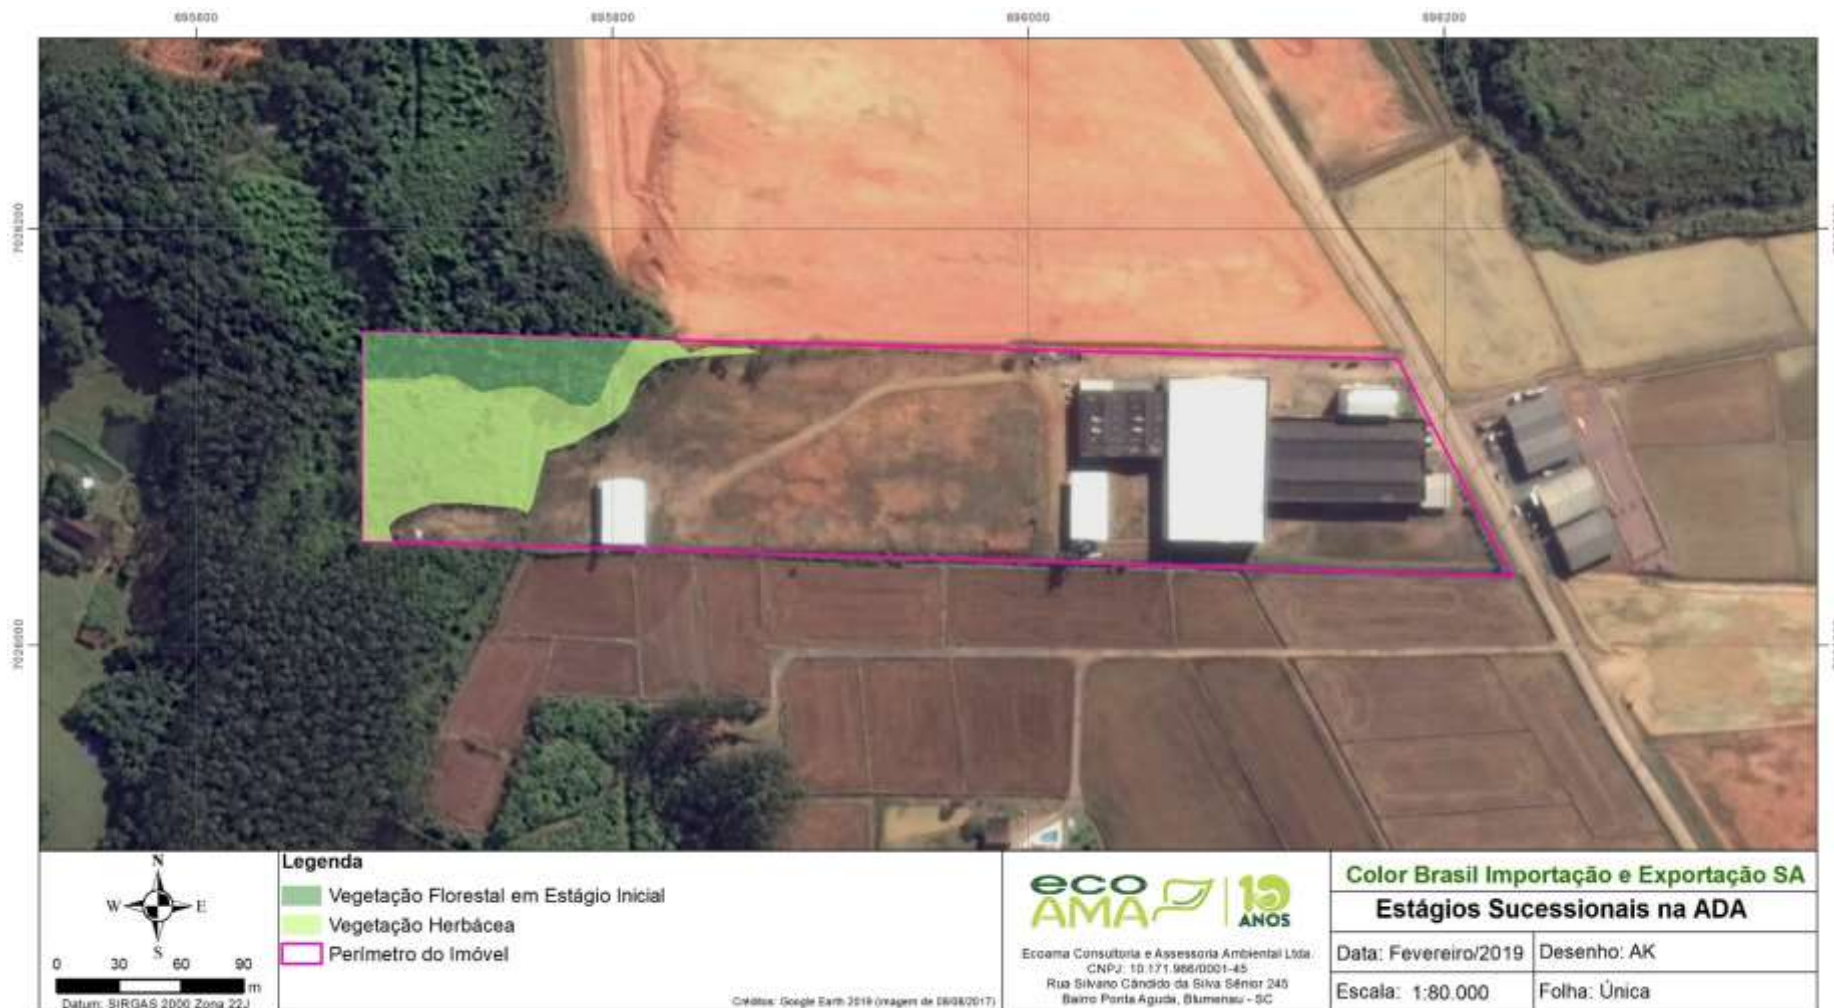 695600 695800 696000 696200
7028200
7028000
N
W E
S
0 30 60 90
m
Datum: SIRGAS 2000 Zona 22J
Legenda
Vegetação Florestal em Estágio Inicial
Vegetação Herbácea
Perímetro do Imóvel
Créditos: Google Earth 2019 (imagem de 08/08/2017)
eco
AMA
10
ANOS
Ecoama Consultoria e Assessoria Ambiental Ltda.
CNPJ: 10.171.986/0001-45
Rua Silvano Cândido da Silva Sênior 245
Bairro Ponta Aguda, Blumenau - SC
Color Brasil Importação e Exportação SA
Estágios Sucessionais na ADA
Data: Fevereiro/2019
Desenho: AK
Escala: 1:80.000
Folha: Única